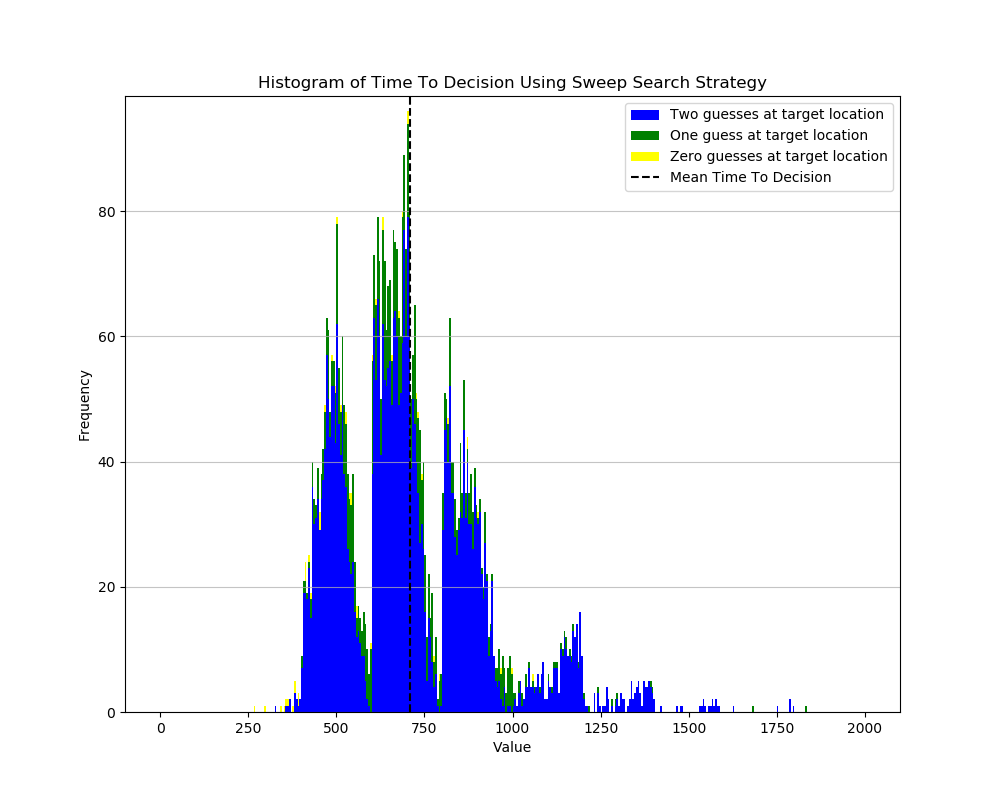 Histogram of Time To Decision Using Sweep Search Strategy
Two guesses at target location
One guess at target location
Zero guesses at target location
Mean Time To Decision
80
60
40
20
0
Frequency
0 250 500 750 1000 1250 1500 1750 2000
Value